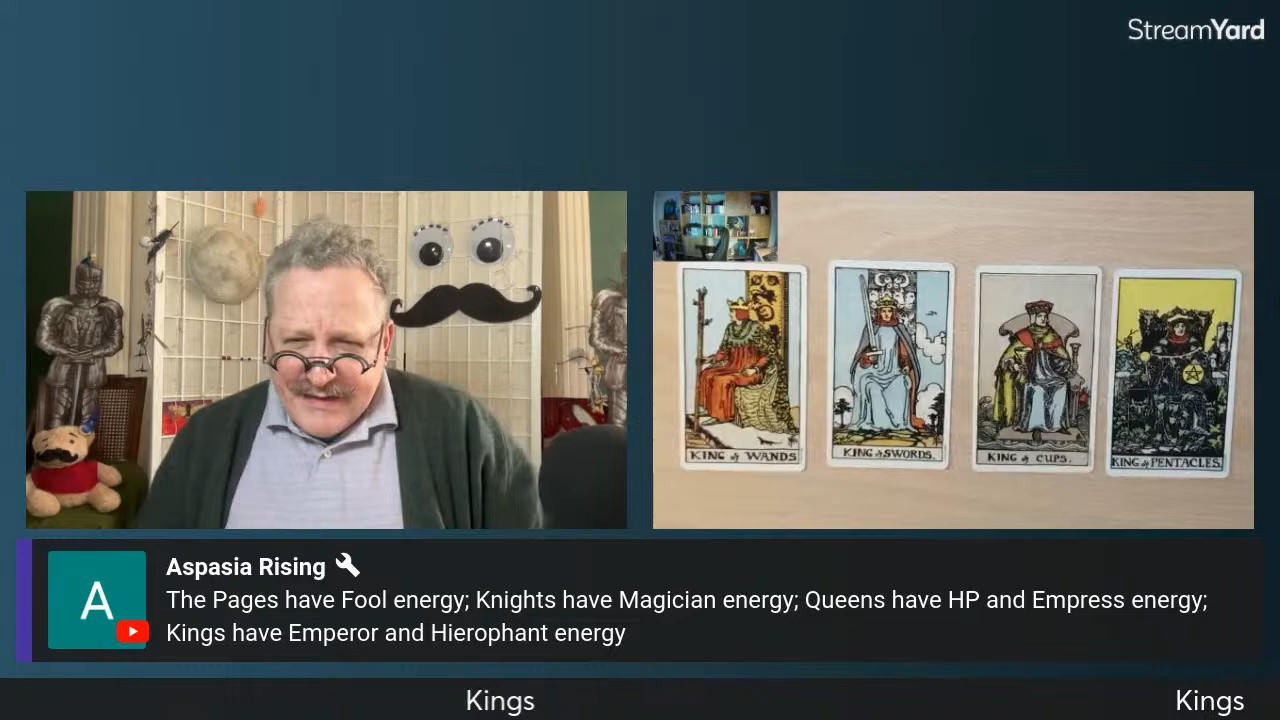 StreamYard
KING of WANDS
KING of SWORDS.
KING of CUPS.
KING of PENTACLES.
A
Aspasia Rising
The Pages have Fool energy; Knights have Magician energy; Queens have HP and Empress energy;
Kings have Emperor and Hierophant energy
Kings
Kings